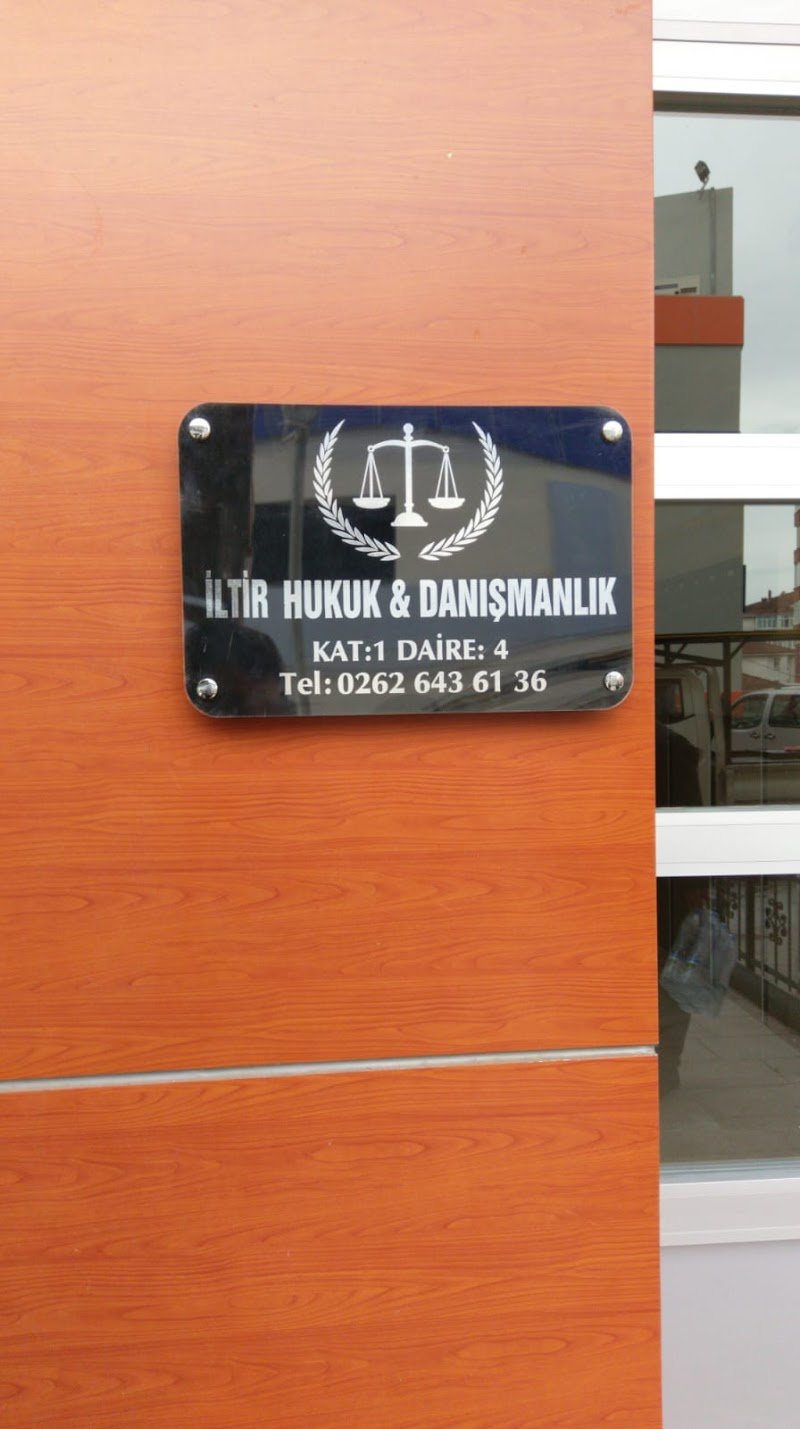 İLTİR HUKUK & DANIŞMANLIK
KAT:1 DAİRE: 4
Tel: 0262 643 61 36